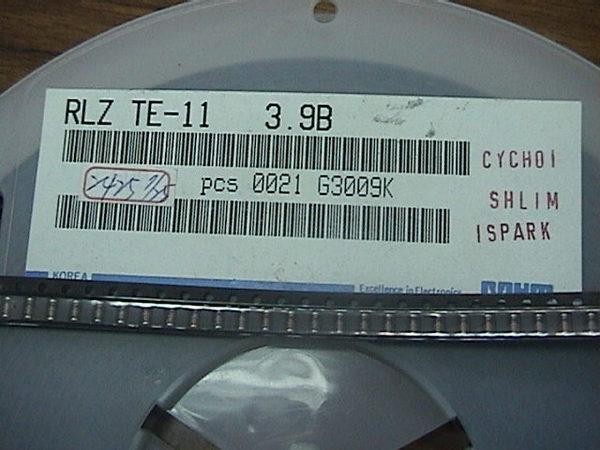 RLZ TE-11 3.9B
CYCHOI
pcs 0021 G3009K
SHLIM
ISPARK
KOREA
Excellence in Electronics
ROHM